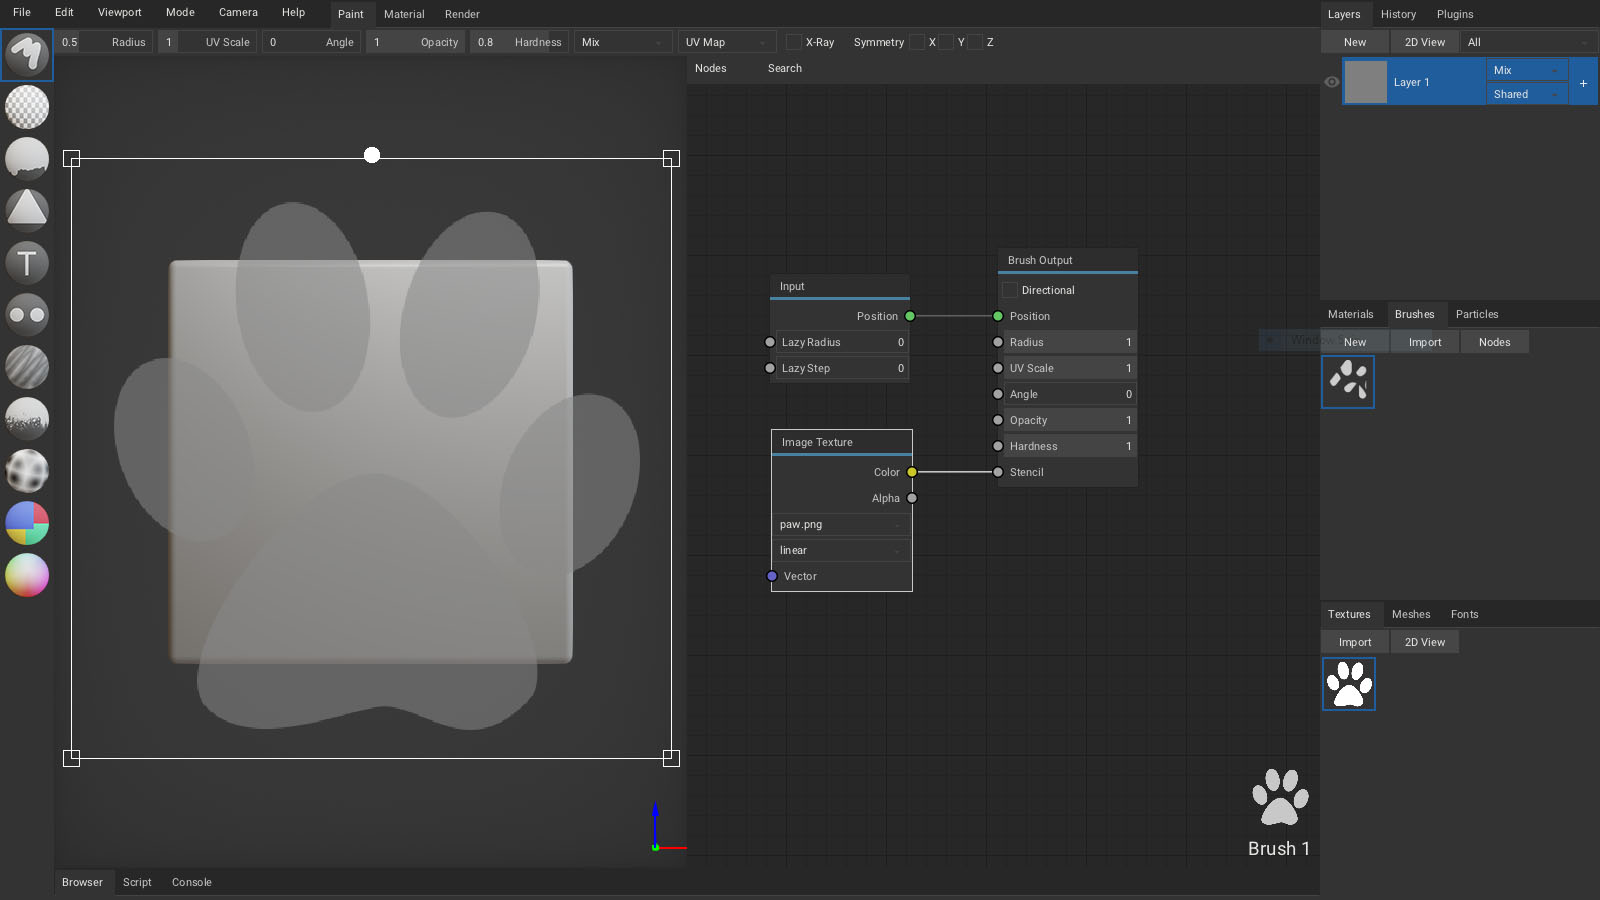 File Edit Viewport Mode Camera Help Paint Material Render
Layers History Plugins
0.5 Radius 1 UV Scale 0 Angle 1 Opacity 0.8 Hardness Mix UV Map X-Ray Symmetry X Y Z
New 2D View All
Nodes Search
Layer 1
Mix
Shared
+
T
Input
Position
Lazy Radius 0
Lazy Step 0
Brush Output
Directional
Position
Radius 1
UV Scale 1
Angle 0
Opacity 1
Hardness 1
Stencil
Image Texture
Color
Alpha
paw.png
linear
Vector
Materials Brushes Particles
New Import Nodes
Textures Meshes Fonts
Import 2D View
Brush 1
Browser Script Console